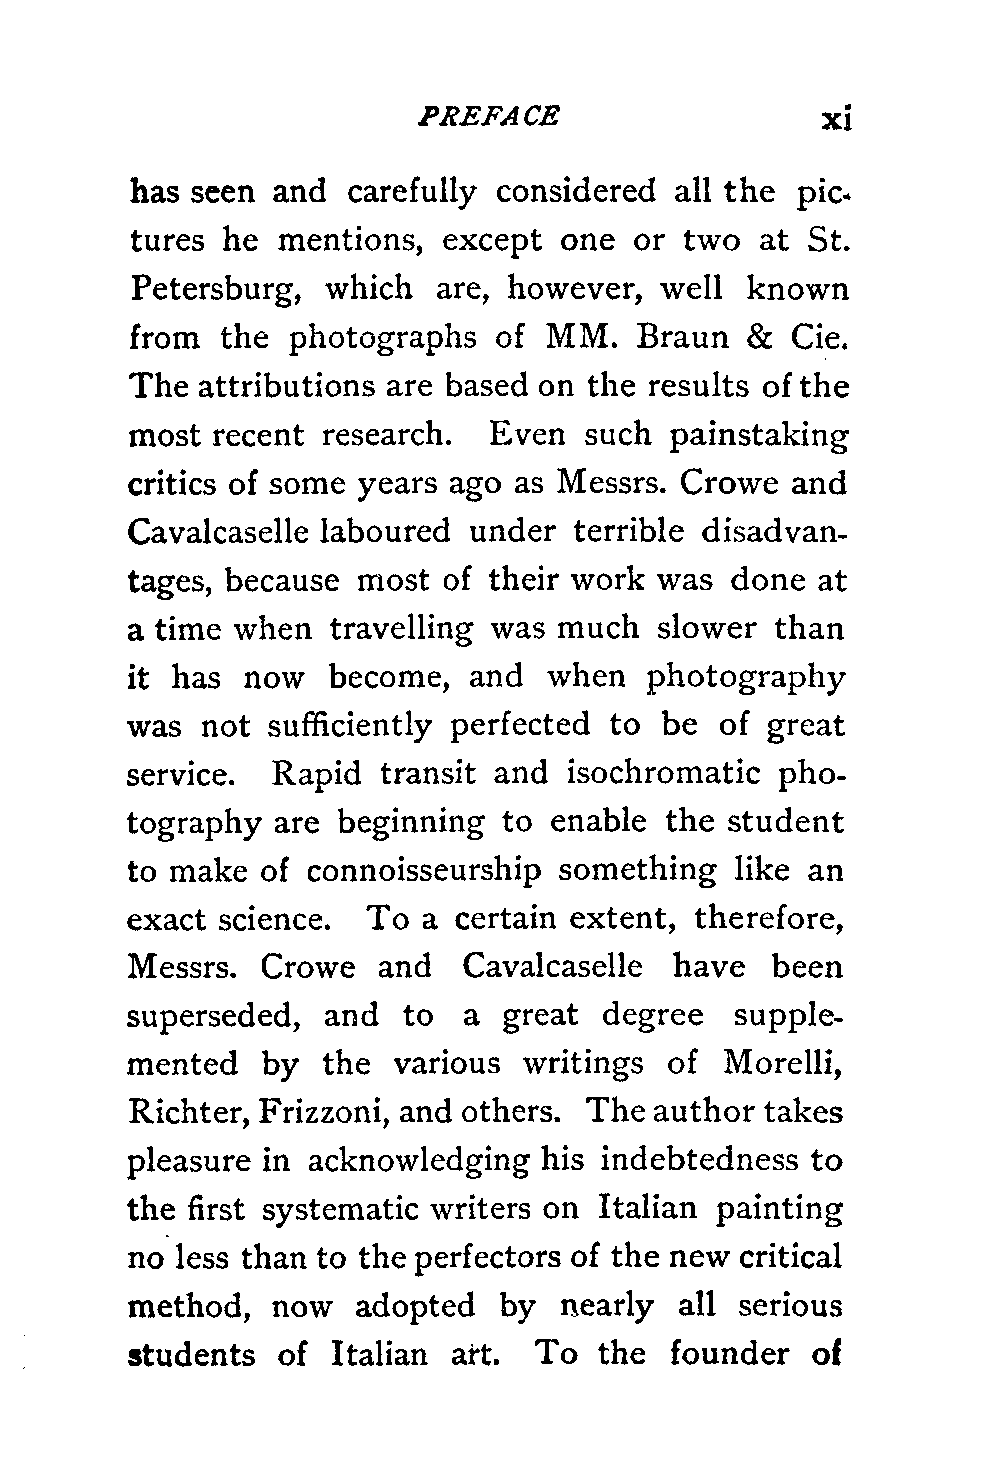 PREFACE xi
has seen and carefully considered all the pic-
tures he mentions, except one or two at St.
Petersburg, which are, however, well known
from the photographs of MM. Braun & Cie.
The attributions are based on the results of the
most recent research. Even such painstaking
critics of some years ago as Messrs. Crowe and
Cavalcaselle laboured under terrible disadvan-
tages, because most of their work was done at
a time when travelling was much slower than
it has now become, and when photography
was not sufficiently perfected to be of great
service. Rapid transit and isochromatic pho-
tography are beginning to enable the student
to make of connoisseurship something like an
exact science. To a certain extent, therefore,
Messrs. Crowe and Cavalcaselle have been
superseded, and to a great degree supple-
mented by the various writings of Morelli,
Richter, Frizzoni, and others. The author takes
pleasure in acknowledging his indebtedness to
the first systematic writers on Italian painting
no less than to the perfectors of the new critical
method, now adopted by nearly all serious
students of Italian art. To the founder of